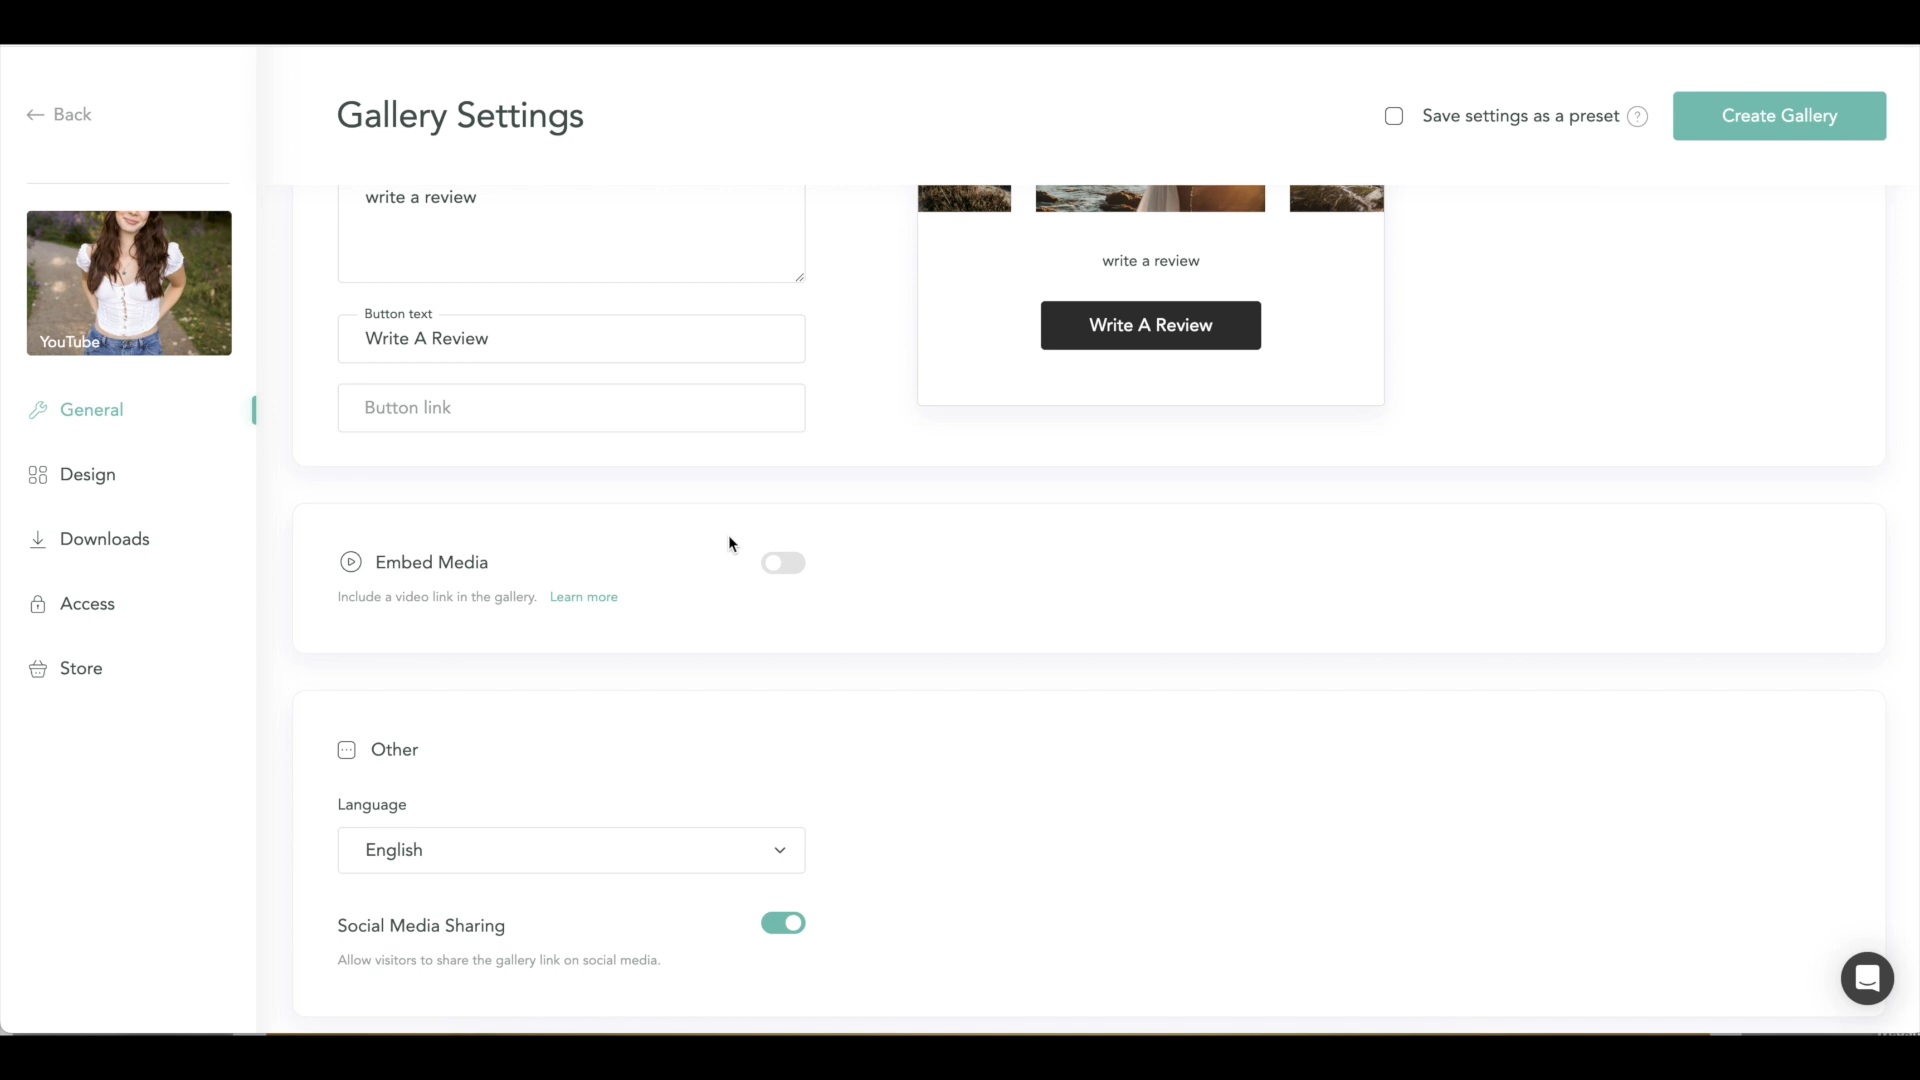 Back
Gallery Settings
Save settings as a preset ?
Create Gallery
YouTube
General
Design
Downloads
Access
Store
write a review
Button text
Write A Review
Button link
write a review
Write A Review
Embed Media
Include a video link in the gallery. Learn more
Other
Language
English
Social Media Sharing
Allow visitors to share the gallery link on social media.